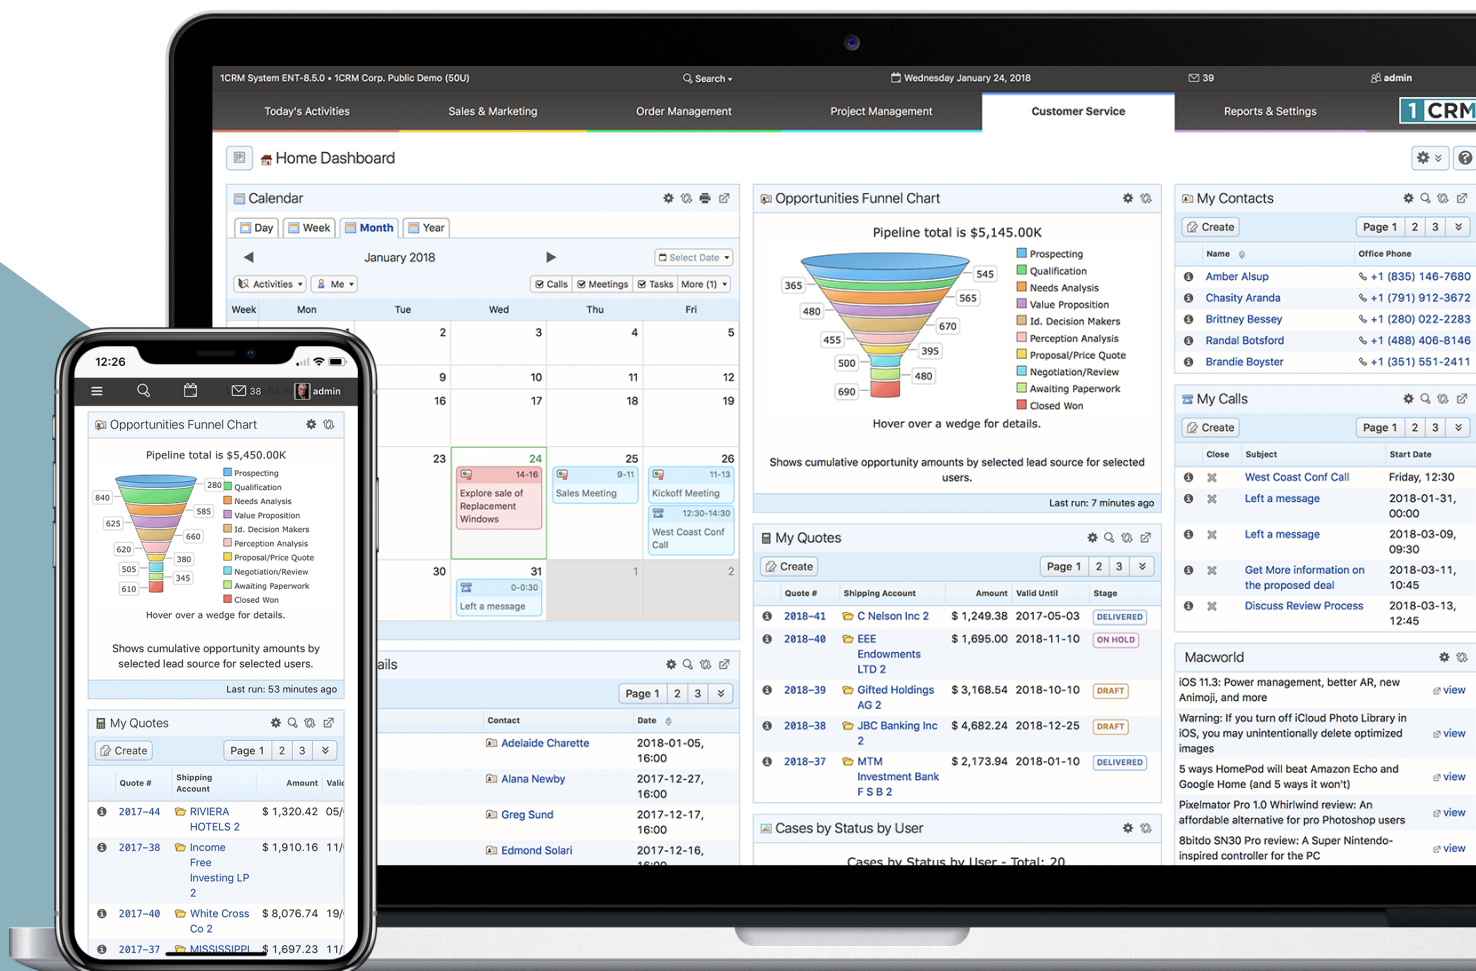 1CRM System ENT-8.5.0 • 1CRM Corp. Public Demo (50U)
Search
Wednesday January 24, 2018
39
admin
Today's Activities
Sales & Marketing
Order Management
Project Management
Customer Service
Reports & Settings
1 CRM
Home Dashboard
Calendar
Day
Week
Month
Year
January 2018
Select Date
Activities
Me
Calls
Meetings
Tasks
More (1)
Week Mon Tue Wed Thu Fri
1 2 3 4 5
9 10 11 12
16 17 18 19
23 24 25 26
14-16
Explore sale of
Replacement
Windows
9-11
Sales Meeting
11-13
Kickoff Meeting
12:30-14:30
West Coast Conf
Call
30 31 1 2
0-0:30
Left a message
ails
Page 1 2 3
Contact Date
Adelaide Charette 2018-01-05,
16:00
Alana Newby 2017-12-27,
16:00
Greg Sund 2017-12-17,
16:00
Edmond Solari 2017-12-16,
16:00
Opportunities Funnel Chart
Pipeline total is $5,145.00K
545
365
565
480
670
455
395
500
480
690
Prospecting
Qualification
Needs Analysis
Value Proposition
Id. Decision Makers
Perception Analysis
Proposal/Price Quote
Negotiation/Review
Awaiting Paperwork
Closed Won
Hover over a wedge for details.
Shows cumulative opportunity amounts by selected lead source for selected
users.
Last run: 7 minutes ago
My Quotes
Create
Page 1 2 3
Quote # Shipping Account Amount Valid Until Stage
2018-41 C Nelson Inc 2 $ 1,249.38 2017-05-03 DELIVERED
2018-40 EEE $ 1,695.00 2018-11-10 ON HOLD
Endowments
LTD 2
2018-39 Gifted Holdings $ 3,168.54 2018-10-10 DRAFT
AG 2
2018-38 JBC Banking Inc $ 4,682.24 2018-12-25 DRAFT
2
2018-37 MTM $ 2,173.94 2018-01-10 DELIVERED
Investment Bank
F S B 2
Cases by Status by User
Cases by Status by User - Total: 20
My Contacts
Create
Page 1 2 3
Name Office Phone
Amber Alsup +1 (835) 146-7680
Chasity Aranda +1 (791) 912-3672
Brittney Bessey +1 (280) 022-2283
Randal Botsford +1 (488) 406-8146
Brandie Boyster +1 (351) 551-2411
My Calls
Create
Page 1 2 3
Close Subject Start Date
West Coast Conf Call Friday, 12:30
Left a message 2018-01-31,
00:00
Left a message 2018-03-09,
09:30
Get More information on 2018-03-11,
the proposed deal 10:45
Discuss Review Process 2018-03-13,
12:45
Macworld
iOS 11.3: Power management, better AR, new
Animoji, and more
view
Warning: If you turn off iCloud Photo Library in
iOS, you may unintentionally delete optimized
images
view
5 ways HomePod will beat Amazon Echo and
Google Home (and 5 ways it won't)
view
Pixelmator Pro 1.0 Whirlwind review: An
affordable alternative for pro Photoshop users
view
8bitdo SN30 Pro review: A Super Nintendo-
inspired controller for the PC
view
12:26
38
admin
Opportunities Funnel Chart
Pipeline total is $5,450.00K
280
840
585
625
660
620
380
505
345
610
Prospecting
Qualification
Needs Analysis
Value Proposition
Id. Decision Makers
Perception Analysis
Proposal/Price Quote
Negotiation/Review
Awaiting Paperwork
Closed Won
Hover over a wedge for details.
Shows cumulative opportunity amounts by
selected lead source for selected users.
Last run: 53 minutes ago
My Quotes
Create
Page 1 2 3
Quote # Shipping Amount Valid
Account
2017-44 RIVIERA $ 1,320.42 05/
HOTELS 2
2017-38 Income $ 1,910.16 11/
Free
Investing LP
2
2017-40 White Cross $ 8,076.74 19/
Co 2
2017-37 MISSISSIPPI $ 1,697.23 11/